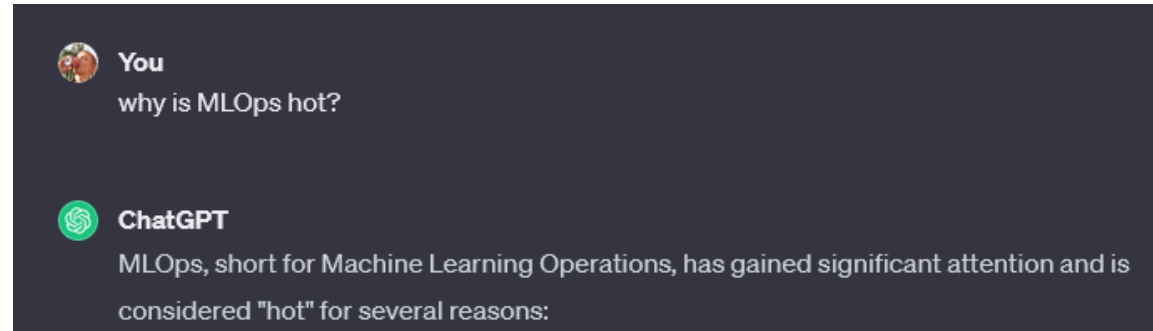 You
why is MLOps hot?
ChatGPT
MLOps, short for Machine Learning Operations, has gained significant attention and is
considered "hot" for several reasons: